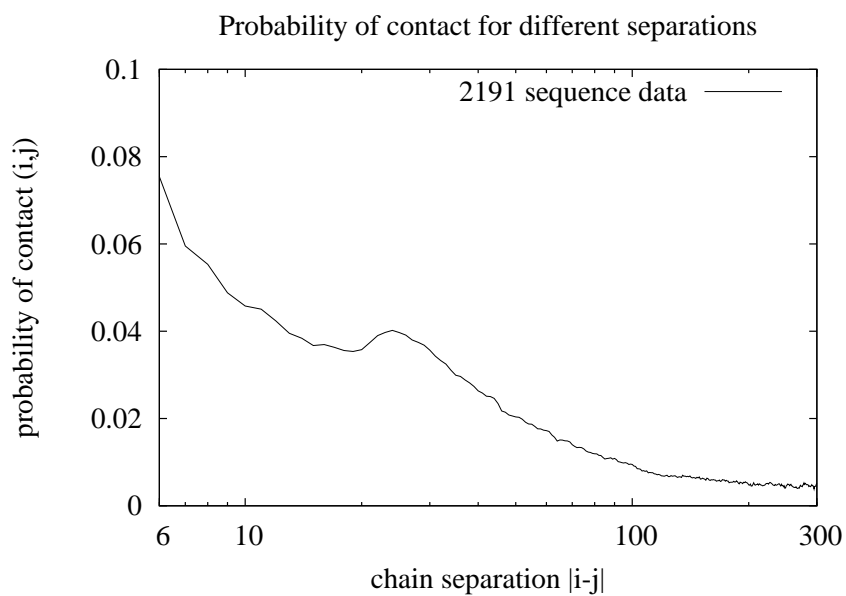 Probability of contact for different separations
2191 sequence data
probability of contact (i,j)
0.1
0.08
0.06
0.04
0.02
0
6 10 100 300
chain separation |i-j|